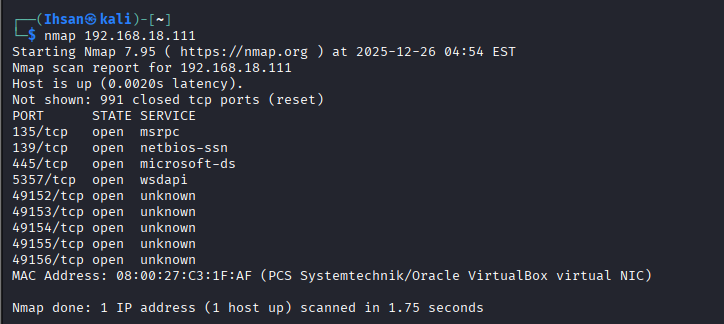 ┌──(Ihsan㉿kali)-[~]
└─$ nmap 192.168.18.111
Starting Nmap 7.95 ( https://nmap.org ) at 2025-12-26 04:54 EST
Nmap scan report for 192.168.18.111
Host is up (0.0020s latency).
Not shown: 991 closed tcp ports (reset)
PORT      STATE SERVICE
135/tcp   open  msrpc
139/tcp   open  netbios-ssn
445/tcp   open  microsoft-ds
5357/tcp  open  wsdapi
49152/tcp open  unknown
49153/tcp open  unknown
49154/tcp open  unknown
49155/tcp open  unknown
49156/tcp open  unknown
MAC Address: 08:00:27:C3:1F:AF (PCS Systemtechnik/Oracle VirtualBox virtual NIC)

Nmap done: 1 IP address (1 host up) scanned in 1.75 seconds